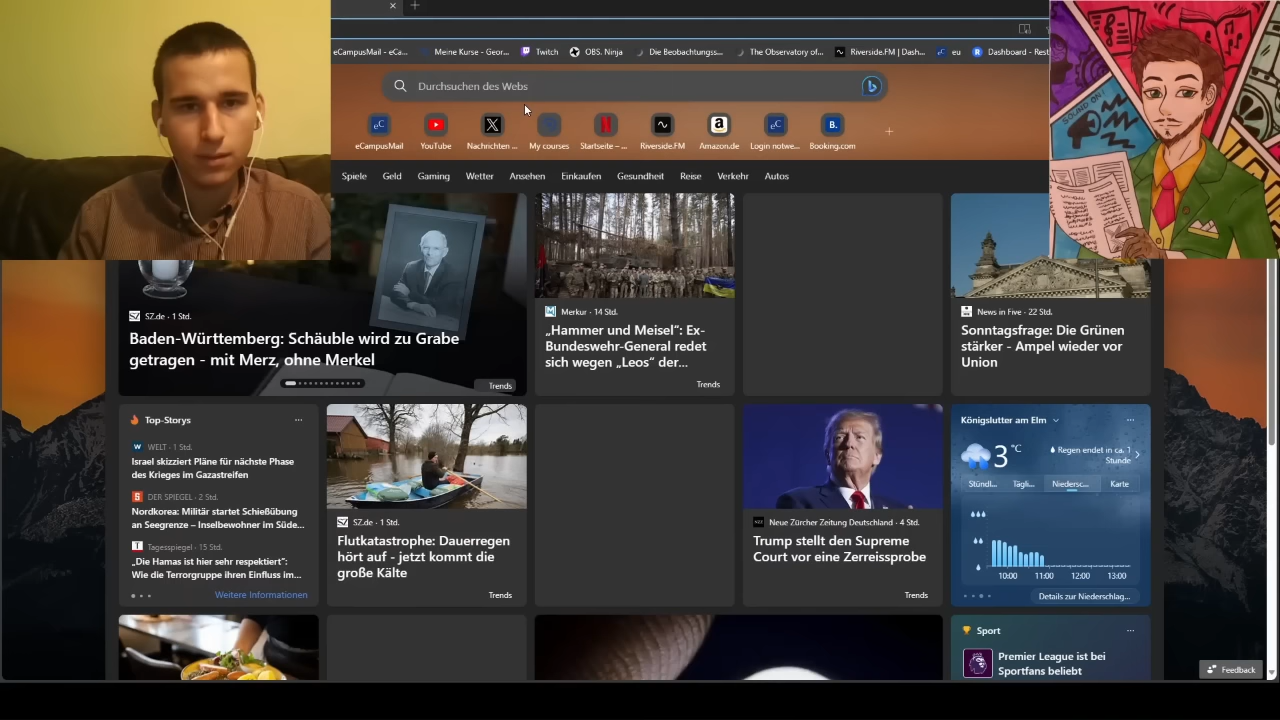 eCampusMail - eCa...
Meine Kurse - Geor...
Twitch
OBS. Ninja
Die Beobachtungss...
The Observatory of...
Riverside.FM | Dash...
eu
Dashboard - Rest
Durchsuchen des Webs
eCampusMail
YouTube
Nachrichten ...
My courses
Startseite – ...
Riverside.FM
Amazon.de
Login notwe...
Booking.com
Spiele
Geld
Gaming
Wetter
Ansehen
Einkaufen
Gesundheit
Reise
Verkehr
Autos
SOUND ON!
SZ.de · 1 Std.
Baden-Württemberg: Schäuble wird zu Grabe
getragen - mit Merz, ohne Merkel
Trends
Merkur · 14 Std.
„Hammer und Meisel“: Ex-
Bundeswehr-General redet
sich wegen „Leos“ der...
Trends
News in Five · 22 Std.
Sonntagsfrage: Die Grünen
stärker - Ampel wieder vor
Union
Top-Storys
WELT · 1 Std.
Israel skizziert Pläne für nächste Phase
des Krieges im Gazastreifen
DER SPIEGEL · 2 Std.
Nordkorea: Militär startet Schießübung
an Seegrenze – Inselbewohner im Süde...
Tagesspiegel · 15 Std.
„Die Hamas ist hier sehr respektiert“:
Wie die Terrorgruppe ihren Einfluss im...
Weitere Informationen
SZ.de · 1 Std.
Flutkatastrophe: Dauerregen
hört auf - jetzt kommt die
große Kälte
Trends
Neue Zürcher Zeitung Deutschland · 4 Std.
Trump stellt den Supreme
Court vor eine Zerreissprobe
Trends
Königslutter am Elm
3 °C
Regen endet in ca. 1
Stunde
Stündl...
Tägli...
Niedersc...
Karte
10:00
11:00
12:00
13:00
Details zur Niederschlag...
Sport
Premier League ist bei
Sportfans beliebt
Feedback